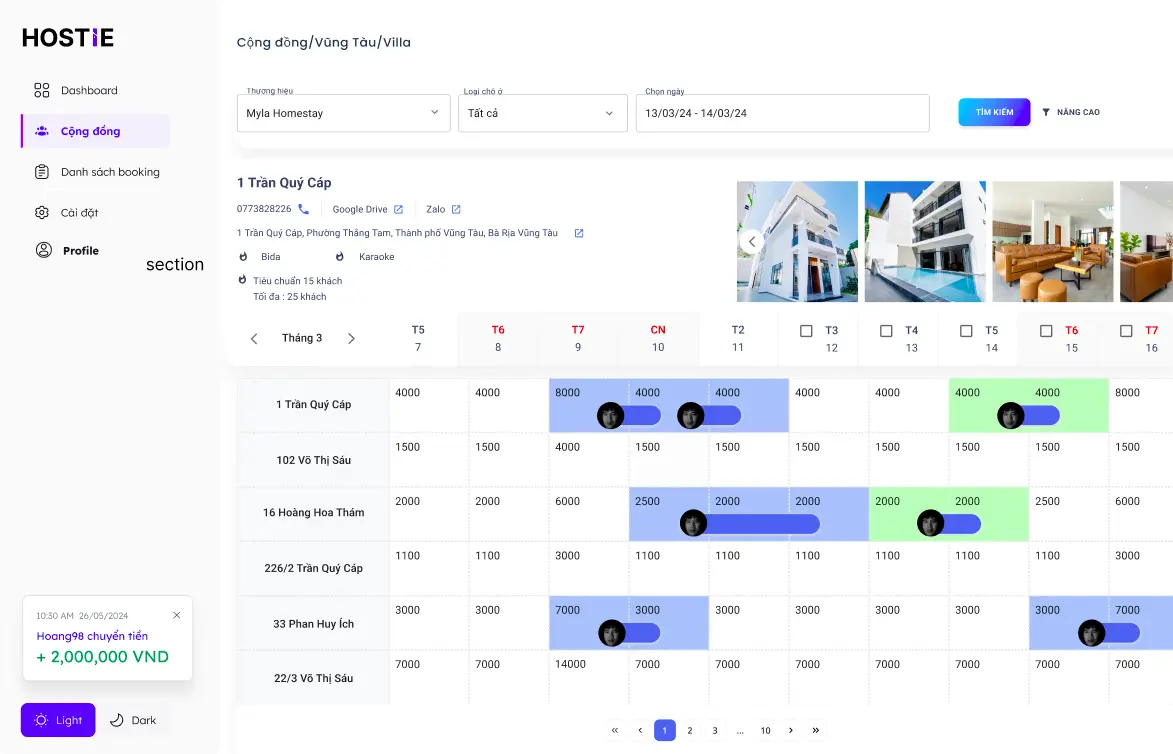 HOSTIE
Dashboard
Cộng đồng
Danh sách booking
Cài đặt
Profile
section
10:30 AM 26/05/2024
Hoang98 chuyển tiền
+ 2,000,000 VND
Light
Dark
Cộng đồng/Vũng Tàu/Villa
Thương hiệu
Myla Homestay
Loại chỗ ở
Tất cả
Chọn ngày
13/03/24 - 14/03/24
TÌM KIẾM
NÂNG CAO
1 Trần Quý Cáp
0773828226
Google Drive
Zalo
1 Trần Quý Cáp, Phường Thắng Tam, Thành phố Vũng Tàu, Bà Rịa Vũng Tàu
Bida
Karaoke
Tiêu chuẩn 15 khách
Tối đa : 25 khách
Tháng 3
T5 T6 T7 CN T2 T3 T4 T5 T6 T7
7 8 9 10 11 12 13 14 15 16
1 Trần Quý Cáp 4000 4000 8000 4000 4000 4000 4000 4000 4000 8000
102 Võ Thị Sáu 1500 1500 4000 1500 1500 1500 1500 1500 1500 1500
16 Hoàng Hoa Thám 2000 2000 6000 2500 2000 2000 2000 2000 2500 6000
226/2 Trần Quý Cáp 1100 1100 3000 1100 1100 1100 1100 1100 1100 3000
33 Phan Huy Ích 3000 3000 7000 3000 3000 3000 3000 3000 3000 7000
22/3 Võ Thị Sáu 7000 7000 14000 7000 7000 7000 7000 7000 7000 7000
« ‹ 1 2 3 ... 10 › »